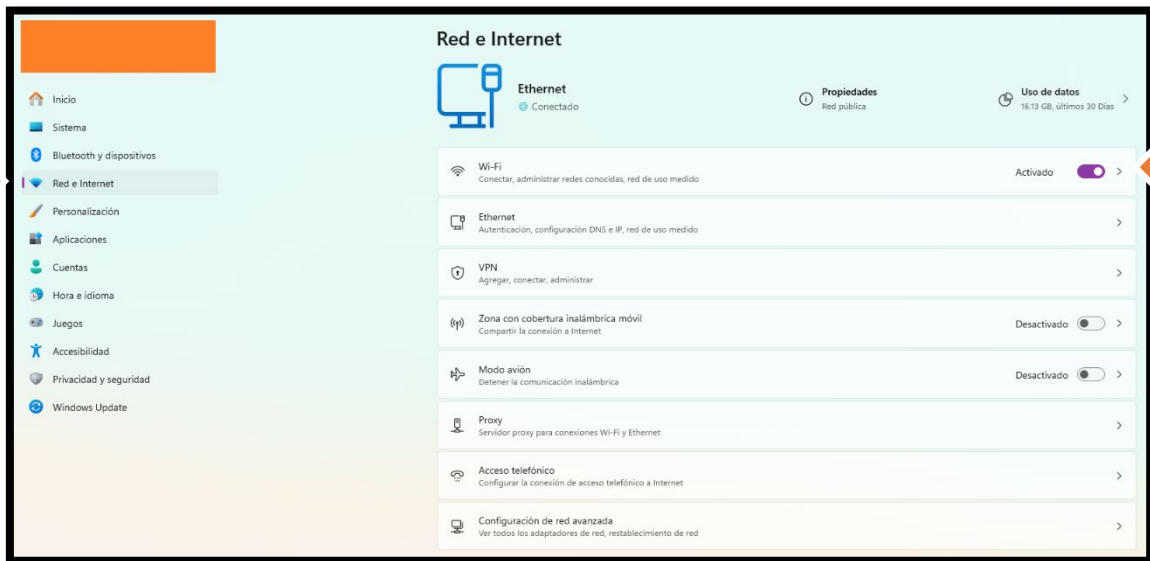 Red e Internet
Ethernet
Conectado
Propiedades
Red pública
Uso de datos
16.13 GB, últimos 30 Días
Inicio
Sistema
Bluetooth y dispositivos
Red e Internet
Personalización
Aplicaciones
Cuentas
Hora e idioma
Juegos
Accesibilidad
Privacidad y seguridad
Windows Update
Wi-Fi
Conectar, administrar redes conocidas, red de uso medido
Activado
Ethernet
Autenticación, configuración DNS e IP, red de uso medido
VPN
Agregar, conectar, administrar
Zona con cobertura inalámbrica móvil
Compartir la conexión a Internet
Desactivado
Modo avión
Detener la comunicación inalámbrica
Desactivado
Proxy
Servidor proxy para conexiones Wi-Fi y Ethernet
Acceso telefónico
Configurar la conexión de acceso telefónico a Internet
Configuración de red avanzada
Ver todos los adaptadores de red, restablecimiento de red